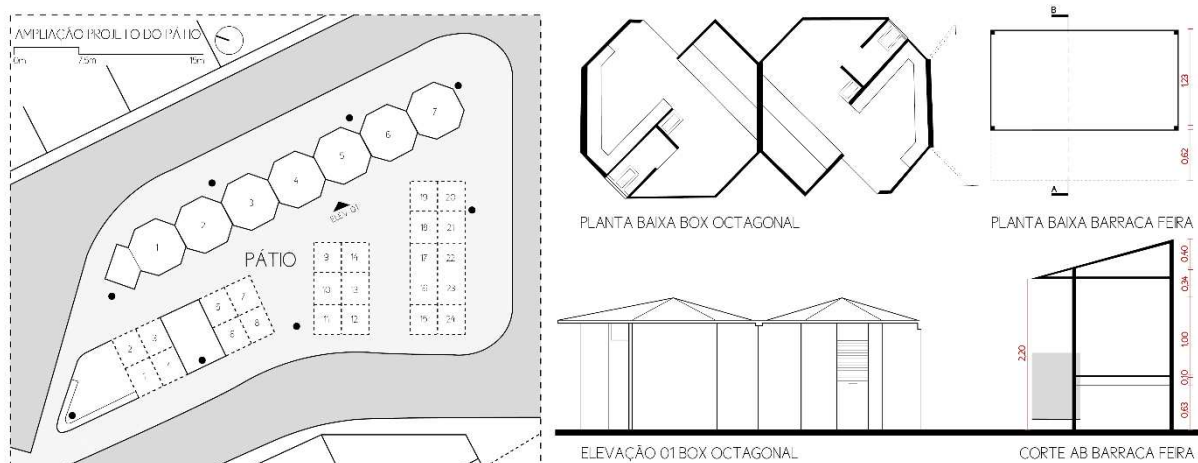 AMPLIAÇÃO PROJETO DO PÁTIO
0m 7.5m 15m
1 2 3 4 5 6 7
ELEV 01
PÁTIO
19 20
18 21
17 22
16 23
15 24
9 14
10 13
11 12
2 3
1 4
5 7
6 8
PLANTA BAIXA BOX OCTAGONAL
B
1.23
0.62
A
PLANTA BAIXA BARRACA FEIRA
ELEVAÇÃO 01 BOX OCTAGONAL
0.40
0.34
2.20
1.00
0.10
0.63
CORTE AB BARRACA FEIRA